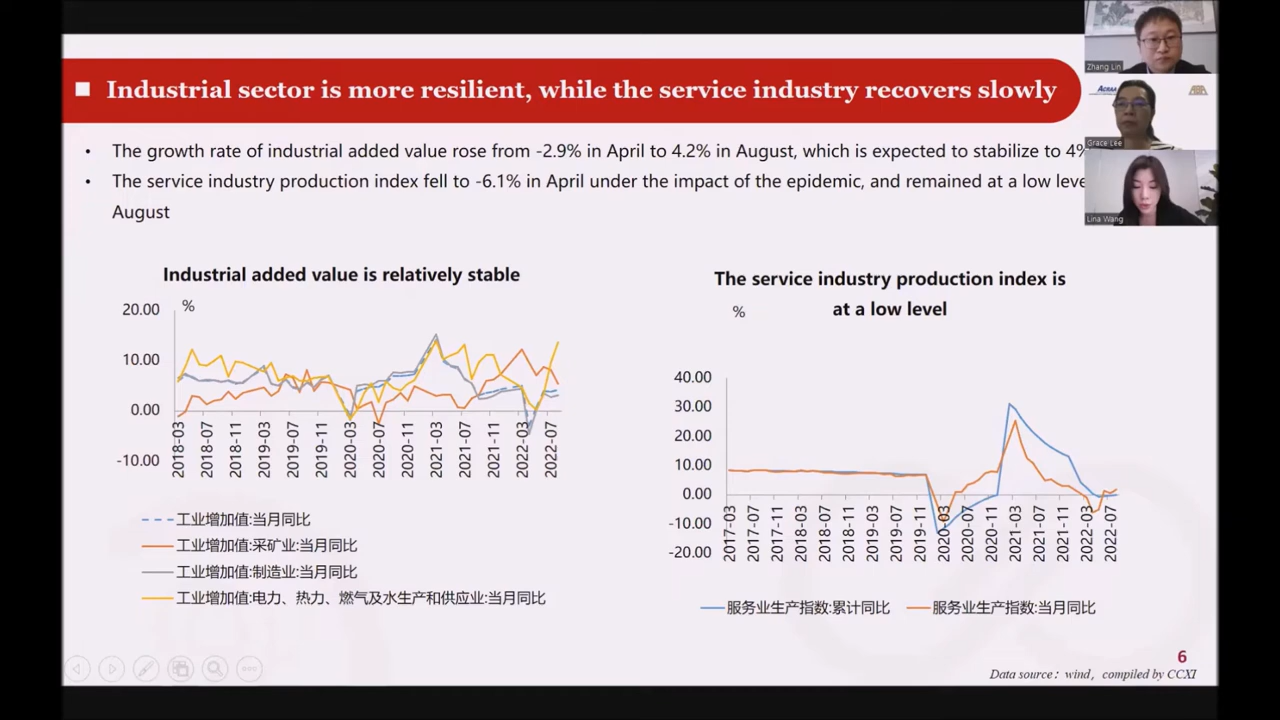 ■ Industrial sector is more resilient, while the service industry recovers slowly
• The growth rate of industrial added value rose from -2.9% in April to 4.2% in August, which is expected to stabilize to 4%
• The service industry production index fell to -6.1% in April under the impact of the epidemic, and remained at a low
August
Zhang Lin
Grace Lee
Lina Wang
Industrial added value is relatively stable
%
20.00
10.00
0.00
-10.00
2018-03 2018-07 2018-11 2019-03 2019-07 2019-11 2020-03 2020-07 2020-11 2021-03 2021-07 2021-11 2022-03 2022-07
工业增加值:当月同比
工业增加值:采矿业:当月同比
工业增加值:制造业:当月同比
工业增加值:电力、热力、燃气及水生产和供应业:当月同比
The service industry production index is
at a low level
%
40.00
30.00
20.00
10.00
0.00
-10.00
-20.00
2017-03 2017-07 2017-11 2018-03 2018-07 2018-11 2019-03 2019-07 2019-11 2020-03 2020-07 2020-11 2021-03 2021-07 2021-11 2022-03 2022-07
服务业生产指数:累计同比 服务业生产指数:当月同比
6
Data source：wind，compiled by CCXI